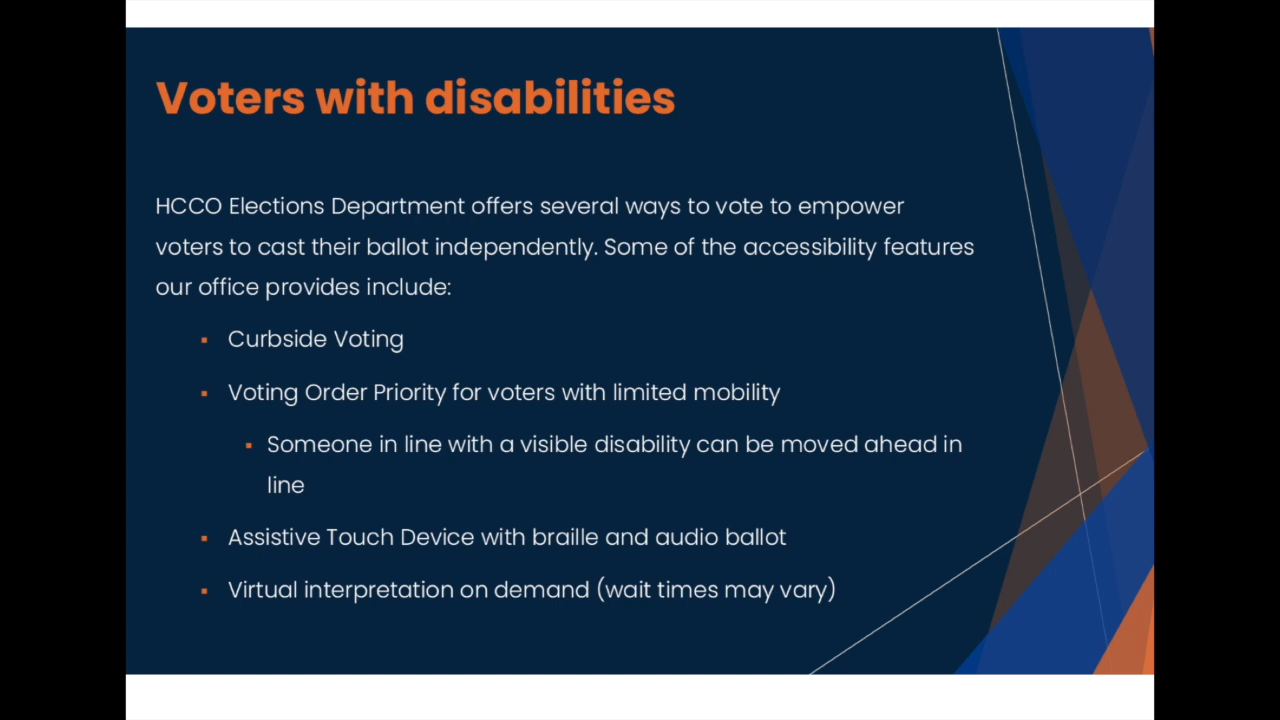 Voters with disabilities
HCCO Elections Department offers several ways to vote to empower
voters to cast their ballot independently. Some of the accessibility features
our office provides include:
▪ Curbside Voting
▪ Voting Order Priority for voters with limited mobility
▪ Someone in line with a visible disability can be moved ahead in
line
▪ Assistive Touch Device with braille and audio ballot
▪ Virtual interpretation on demand (wait times may vary)